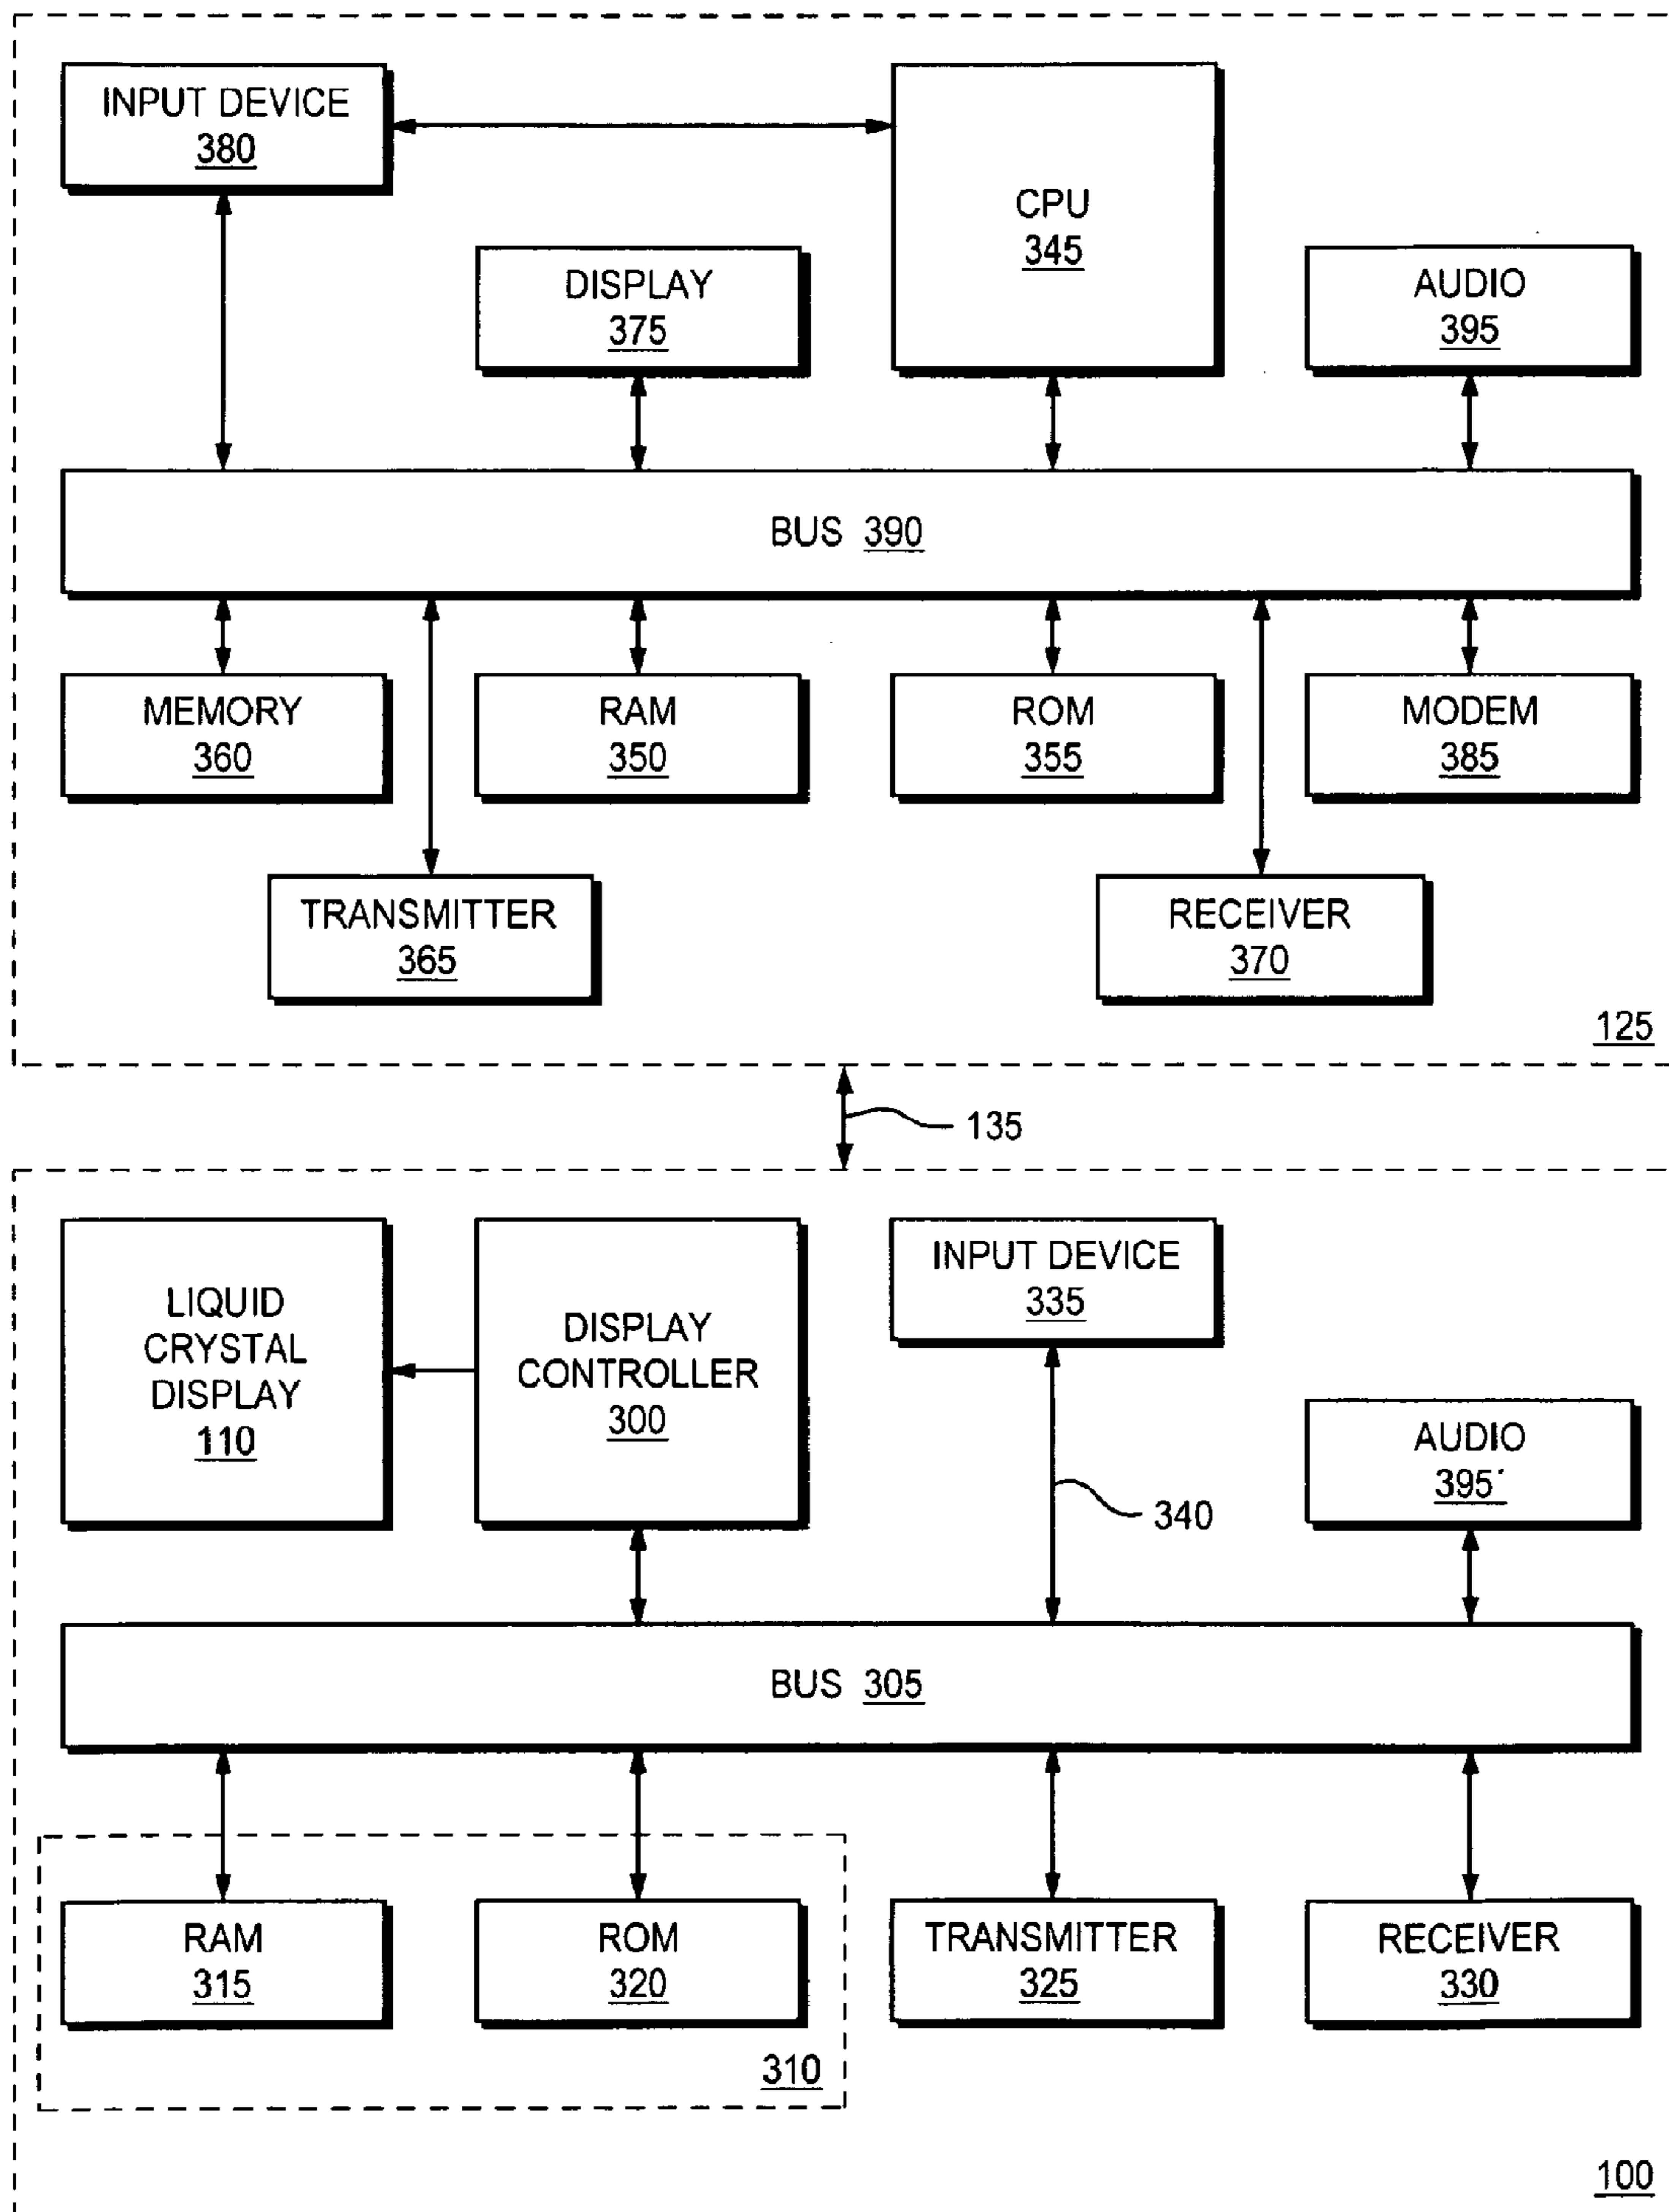 INPUT DEVICE
380
CPU
345
DISPLAY
375
AUDIO
395
BUS 390
MEMORY
360
RAM
350
ROM
355
MODEM
385
TRANSMITTER
365
RECEIVER
370
125
135
LIQUID
CRYSTAL
DISPLAY
110
DISPLAY
CONTROLLER
300
INPUT DEVICE
335
AUDIO
395'
340
BUS 305
RAM
315
ROM
320
TRANSMITTER
325
RECEIVER
330
310
100